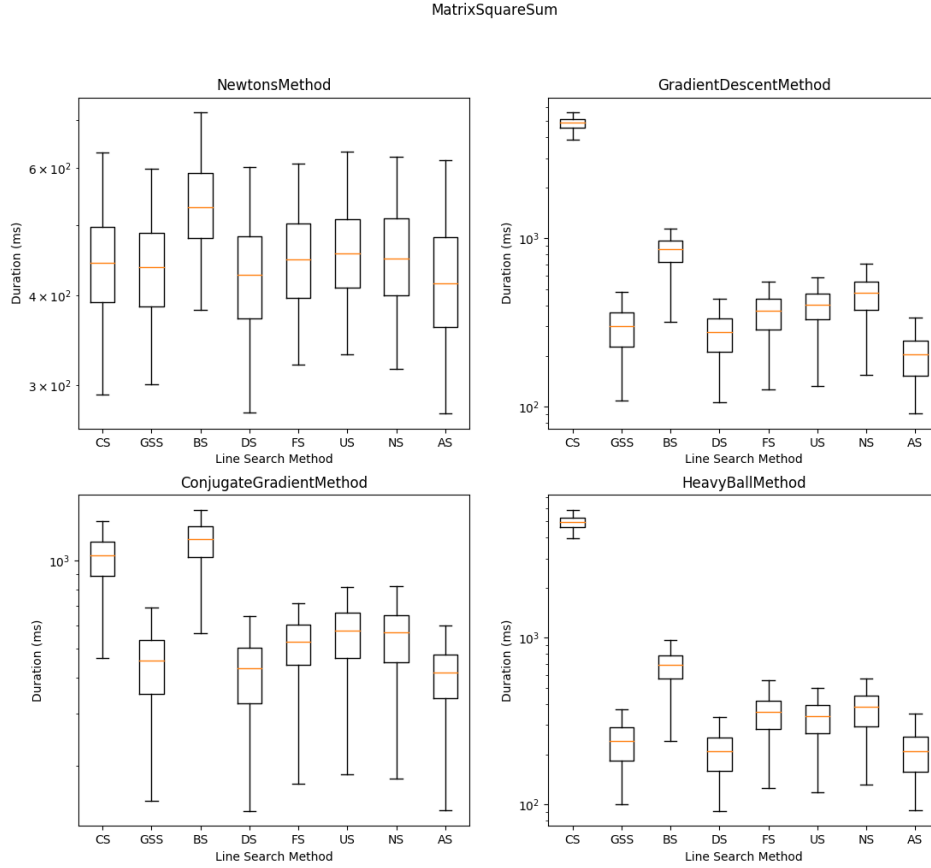 MatrixSquareSum
NewtonsMethod
Duration (ms)
6 × 10²
4 × 10²
3 × 10²
CS GSS BS DS FS US NS AS
Line Search Method
GradientDescentMethod
Duration (ms)
10³
10²
CS GSS BS DS FS US NS AS
Line Search Method
ConjugateGradientMethod
Duration (ms)
10³
CS GSS BS DS FS US NS AS
Line Search Method
HeavyBallMethod
Duration (ms)
10³
10²
CS GSS BS DS FS US NS AS
Line Search Method